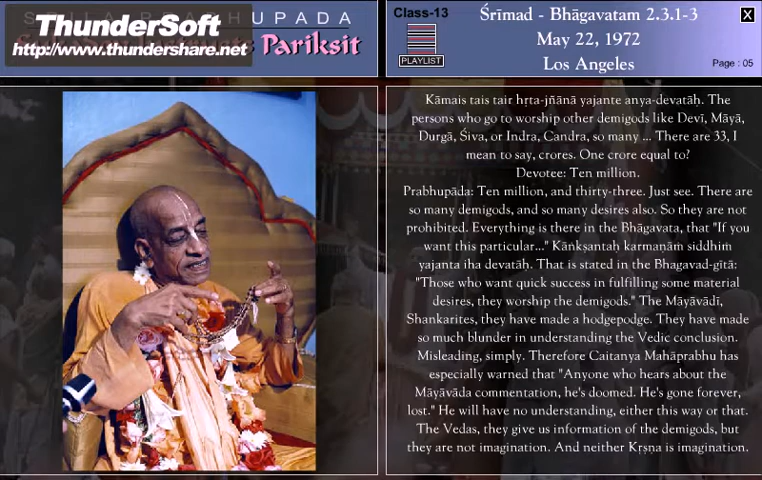 SRILA PRABHUPADA
ThunderSoft
http://www.thundershare.net
Pariksit
Class-13
PLAYLIST
Śrīmad - Bhāgavatam 2.3.1-3
May 22, 1972
Los Angeles
X
Page : 05
Kāmais tais tair hṛta-jñānā yajante anya-devatāḥ. The
persons who go to worship other demigods like Devī, Māyā,
Durgā, Śiva, or Indra, Candra, so many ... There are 33, I
mean to say, crores. One crore equal to?
Devotee: Ten million.
Prabhupāda: Ten million, and thirty-three. Just see. There are
so many demigods, and so many desires also. So they are not
prohibited. Everything is there in the Bhāgavata, that "If you
want this particular..." Kāṅkṣantaḥ karmaṇāṁ siddhiṁ
yajanta iha devatāḥ. That is stated in the Bhagavad-gītā:
"Those who want quick success in fulfilling some material
desires, they worship the demigods." The Māyāvādī,
Shankarites, they have made a hodgepodge. They have made
so much blunder in understanding the Vedic conclusion.
Misleading, simply. Therefore Caitanya Mahāprabhu has
especially warned that "Anyone who hears about the
Māyāvāda commentation, he's doomed. He's gone forever,
lost." He will have no understanding, either this way or that.
The Vedas, they give us information of the demigods, but
they are not imagination. And neither Kṛṣṇa is imagination.